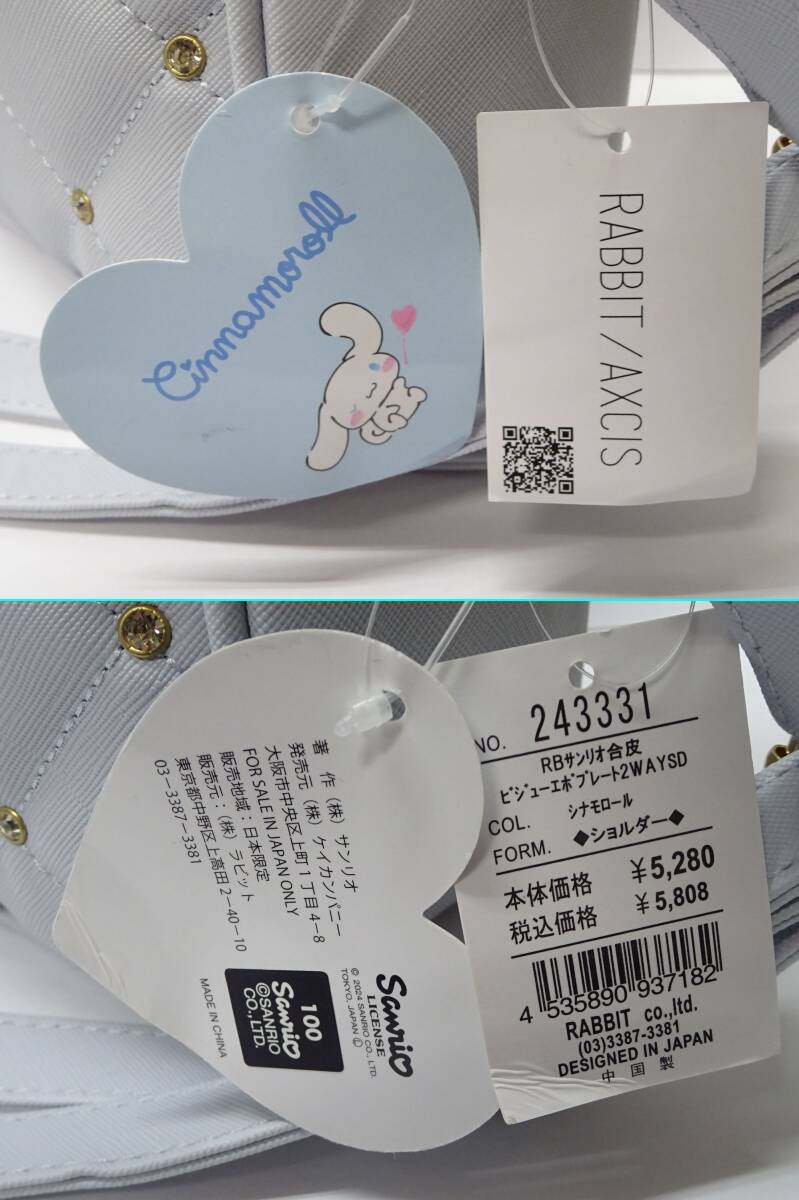 Cinnamoroll
RABBIT/AXCIS
著　作（株）サンリオ
発売元（株）ケイカンパニー
大阪市中央区上町1丁目4-8
FOR SALE IN JAPAN ONLY
販売地域：日本限定
販売元：（株）ラビット
東京都中野区上高田2-40-10
03-3387-3381
Sanrio
LICENSE
© 2024 SANRIO CO., LTD.
TOKYO, JAPAN Ⓛ
100
Sanrio
©SANRIO
CO., LTD.
MADE IN CHINA
NO. 243331
RBサンリオ合皮
ビジューエポプレート2WAYSD
COL. シナモロール
FORM. ◆ショルダー◆
本体価格 ¥5,280
税込価格 ¥5,808
4 535890 937182
RABBIT co.,ltd.
(03)3387-3381
DESIGNED IN JAPAN
中国製